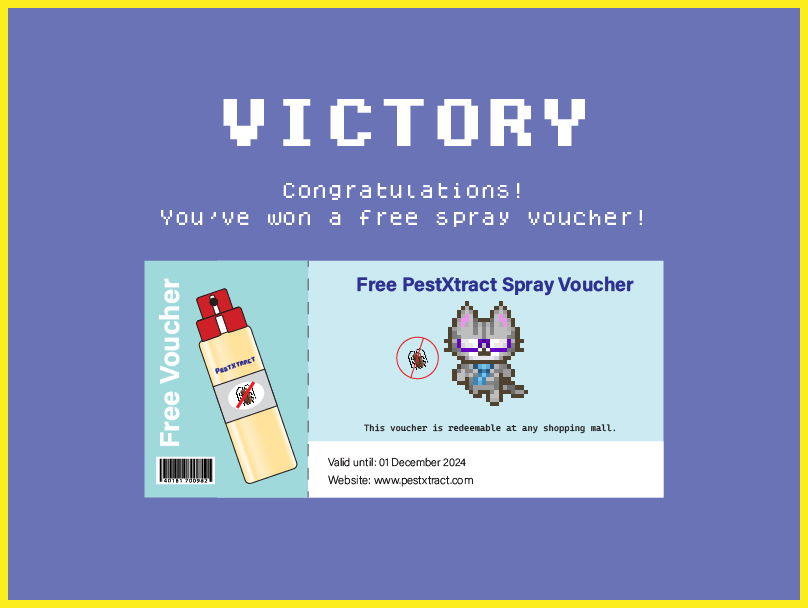 VICTORY
Congratulations!
You've won a free spray voucher!
Free Voucher
PESTXTRACT
Free PestXtract Spray Voucher
This voucher is redeemable at any shopping mall.
Valid until: 01 December 2024
Website: www.pestxtract.com